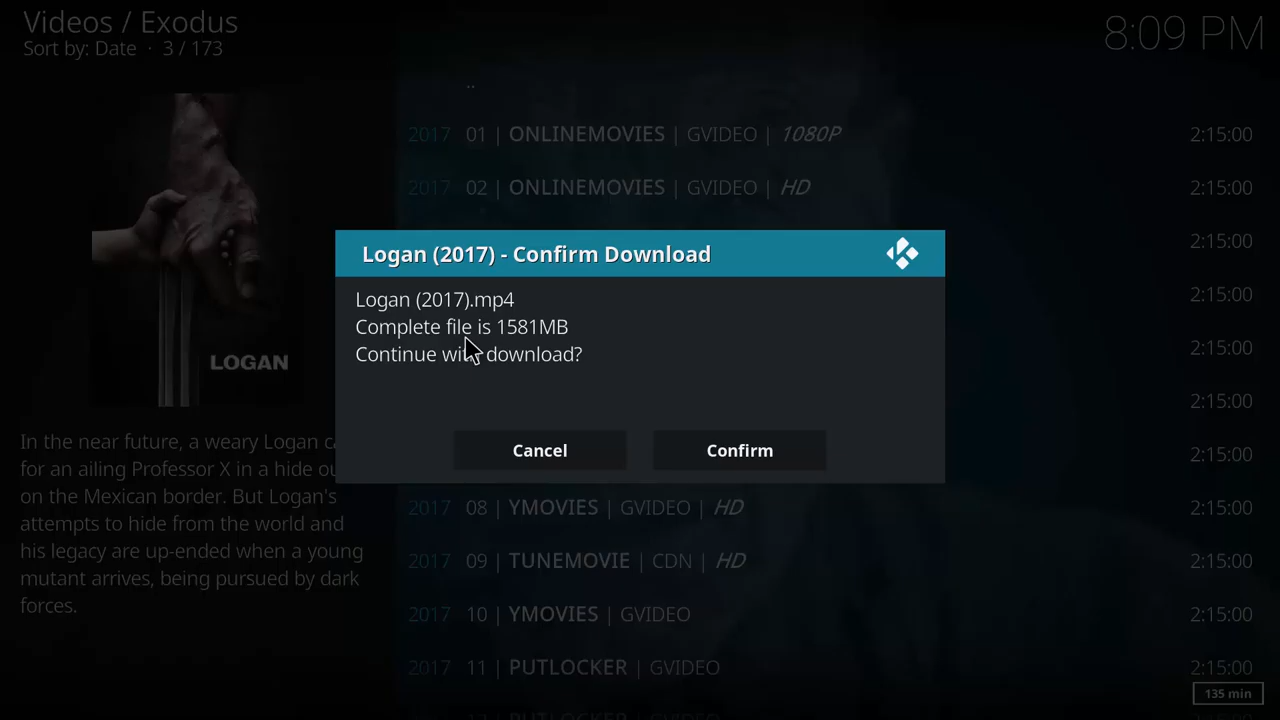 Videos / Exodus
Sort by: Date · 3 / 173
8:09 PM
..
2017 01 | ONLINEMOVIES | GVIDEO | 1080P 2:15:00
2017 02 | ONLINEMOVIES | GVIDEO | HD 2:15:00
2:15:00
Logan (2017) - Confirm Download
Logan (2017).mp4
Complete file is 1581MB
Continue with download?
2:15:00
2:15:00
2:15:00
Cancel
Confirm
LOGAN
In the near future, a weary Logan
for an ailing Professor X in a hide
on the Mexican border. But Logan's
attempts to hide from the world and
his legacy are up-ended when a young
mutant arrives, being pursued by dark
forces.
2017 08 | YMOVIES | GVIDEO | HD 2:15:00
2017 09 | TUNEMOVIE | CDN | HD 2:15:00
2017 10 | YMOVIES | GVIDEO 2:15:00
2017 11 | PUTLOCKER | GVIDEO 2:15:00
135 min